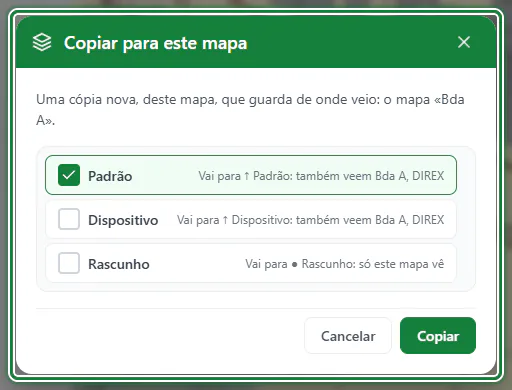 Copiar para este mapa
Uma cópia nova, deste mapa, que guarda de onde veio: o mapa «Bda
A».
Padrão Vai para ↑ Padrão: também veem Bda A, DIREX
Dispositivo Vai para ↑ Dispositivo: também veem Bda A, DIREX
Rascunho Vai para ● Rascunho: só este mapa vê
Cancelar Copiar